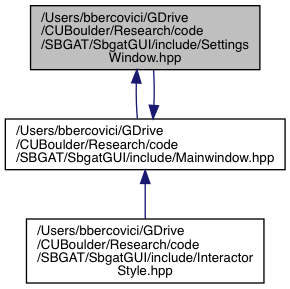 /Users/bbercovici/GDrive
/CUBoulder/Research/code
/SBGAT/SbgatGUI/include/Settings
Window.hpp
/Users/bbercovici/GDrive
/CUBoulder/Research/code
/SBGAT/SbgatGUI/include/Mainwindow.hpp
/Users/bbercovici/GDrive
/CUBoulder/Research/code
/SBGAT/SbgatGUI/include/Interactor
Style.hpp